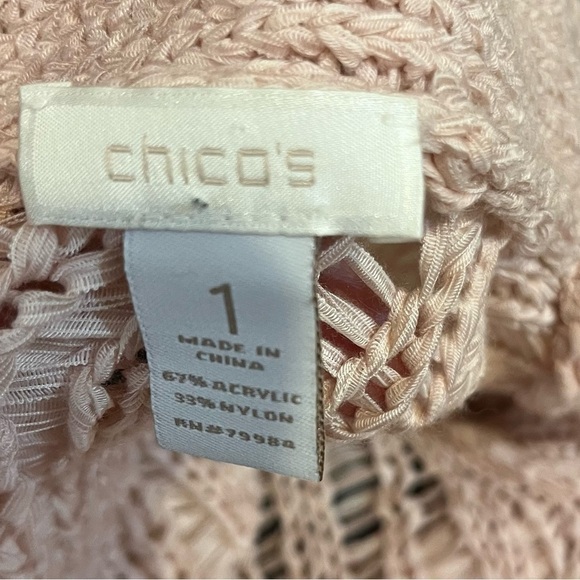 chico's
1
MADE IN
CHINA
67% ACRYLIC
33% NYLON
RN#79984